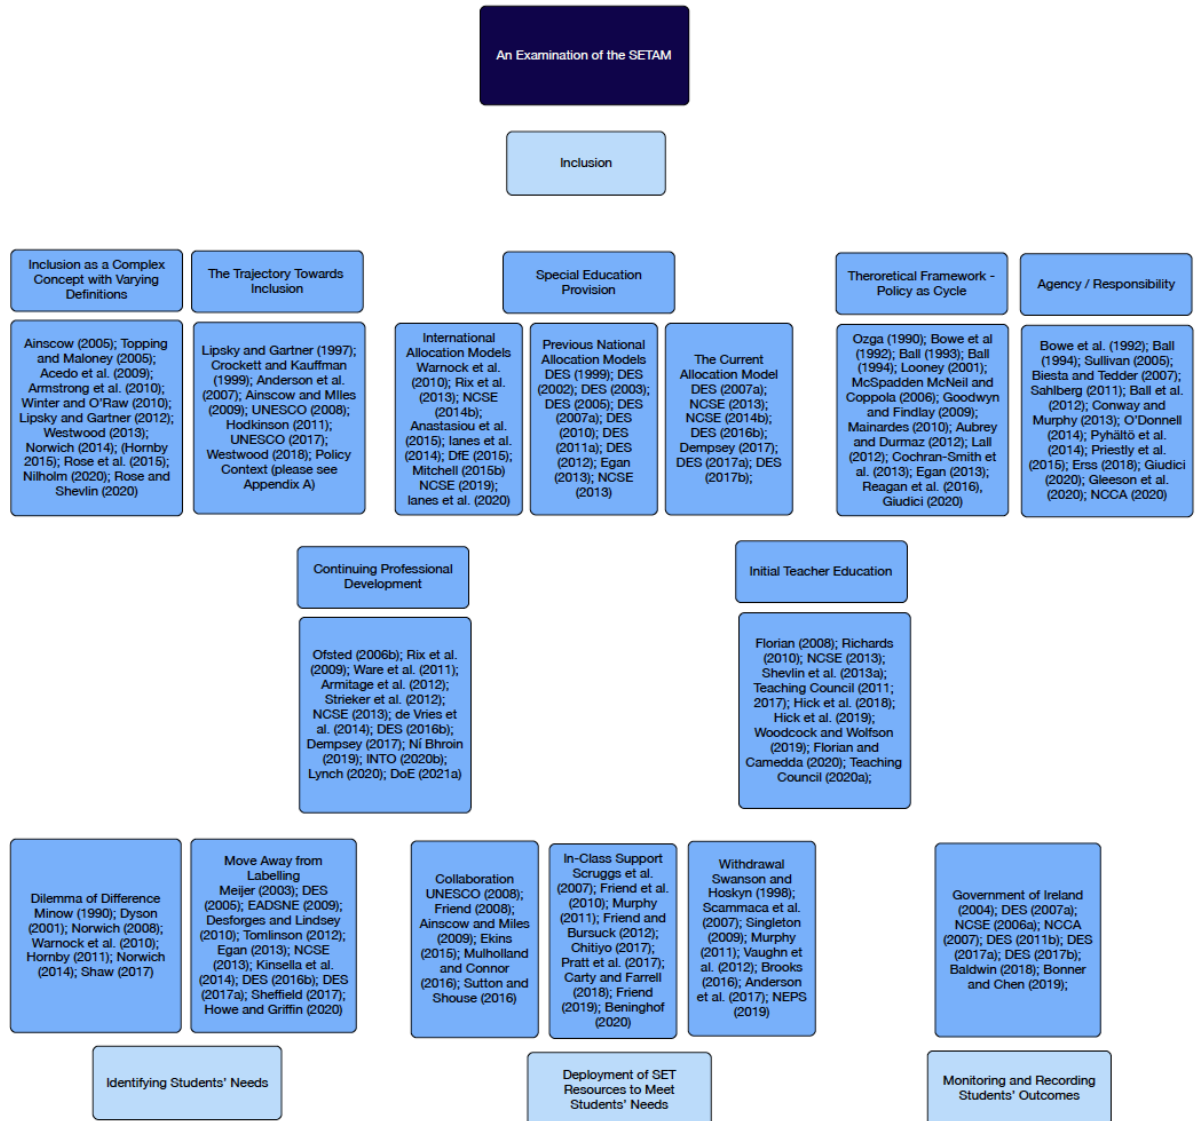 An Examination of the SETAM
Inclusion
Inclusion as a Complex
Concept with Varying
Definitions
The Trajectory Towards
Inclusion
Special Education
Provision
Theroretical Framework -
Policy as Cycle
Agency / Responsibility
Ainscow (2005); Topping
and Maloney (2005);
Acedo et al. (2009);
Armstrong et al. (2010);
Winter and O'Raw (2010);
Lipsky and Gartner (2012);
Westwood (2013);
Norwich (2014); (Hornby
2015); Rose et al. (2015);
Nilholm (2020); Rose and
Shevlin (2020)
Lipsky and Gartner (1997);
Crockett and Kauffman
(1999); Anderson et al.
(2007); Ainscow and MIles
(2009); UNESCO (2008);
Hodkinson (2011);
UNESCO (2017);
Westwood (2018); Policy
Context (please see
Appendix A)
International
Allocation Models
Warnock et al.
(2010); Rix et al.
(2013); NCSE
(2014b);
Anastasiou et al.
(2015); Ianes et al.
(2014); DfE (2015);
Mitchell (2015b)
NCSE (2019);
Ianes et al. (2020)
Previous National
Allocation Models
DES (1999); DES
(2002); DES (2003);
DES (2005); DES
(2007a); DES
(2010); DES
(2011a); DES
(2012); Egan
(2013); NCSE
(2013)
The Current
Allocation Model
DES (2007a);
NCSE (2013);
NCSE (2014b);
DES (2016b);
Dempsey (2017);
DES (2017a); DES
(2017b);
Ozga (1990); Bowe et al
(1992); Ball (1993); Ball
(1994); Looney (2001);
McSpadden McNeil and
Coppola (2006); Goodwyn
and Findlay (2009);
Mainardes (2010); Aubrey
and Durmaz (2012); Lall
(2012); Cochran-Smith et
al. (2013); Egan (2013);
Reagan et al. (2016),
Giudici (2020)
Bowe et al. (1992); Ball
(1994); Sullivan (2005);
Biesta and Tedder (2007);
Sahlberg (2011); Ball et al.
(2012); Conway and
Murphy (2013); O'Donnell
(2014); Pyhältö et al.
(2014); Priestly et al.
(2015); Erss (2018); Giudici
(2020); Gleeson et al.
(2020); NCCA (2020)
Continuing Professional
Development
Initial Teacher Education
Ofsted (2006b); Rix et al.
(2009); Ware et al. (2011);
Armitage et al. (2012);
Strieker et al. (2012);
NCSE (2013); de Vries et
al. (2014); DES (2016b);
Dempsey (2017); Ní Bhroin
(2019); INTO (2020b);
Lynch (2020); DoE (2021a)
Florian (2008); Richards
(2010); NCSE (2013);
Shevlin et al. (2013a);
Teaching Council (2011;
2017); Hick et al. (2018);
Hick et al. (2019);
Woodcock and Wolfson
(2019); Florian and
Camedda (2020); Teaching
Council (2020a);
Dilemma of Difference
Minow (1990); Dyson
(2001); Norwich (2008);
Warnock et al. (2010);
Hornby (2011); Norwich
(2014); Shaw (2017)
Move Away from
Labelling
Meijer (2003); DES
(2005); EADSNE (2009);
Desforges and Lindsey
(2010); Tomlinson (2012);
Egan (2013); NCSE
(2013); Kinsella et al.
(2014); DES (2016b); DES
(2017a); Sheffield (2017);
Howe and Griffin (2020)
Collaboration
UNESCO (2008);
Friend (2008);
Ainscow and Miles
(2009); Ekins
(2015); Mulholland
and Connor
(2016); Sutton and
Shouse (2016)
In-Class Support
Scruggs et al.
(2007); Friend et al.
(2010); Murphy
(2011); Friend and
Bursuck (2012);
Chitiyo (2017);
Pratt et al. (2017);
Carty and Farrell
(2018); Friend
(2019); Beninghof
(2020)
Withdrawal
Swanson and
Hoskyn (1998);
Scammaca et al.
(2007); Singleton
(2009); Murphy
(2011); Vaughn et
al. (2012); Brooks
(2016); Anderson
et al. (2017); NEPS
(2019)
Government of Ireland
(2004); DES (2007a);
NCSE (2006a); NCCA
(2007); DES (2011b); DES
(2017a); DES (2017b);
Baldwin (2018); Bonner
and Chen (2019);
Identifying Students' Needs
Deployment of SET
Resources to Meet
Students' Needs
Monitoring and Recording
Students' Outcomes